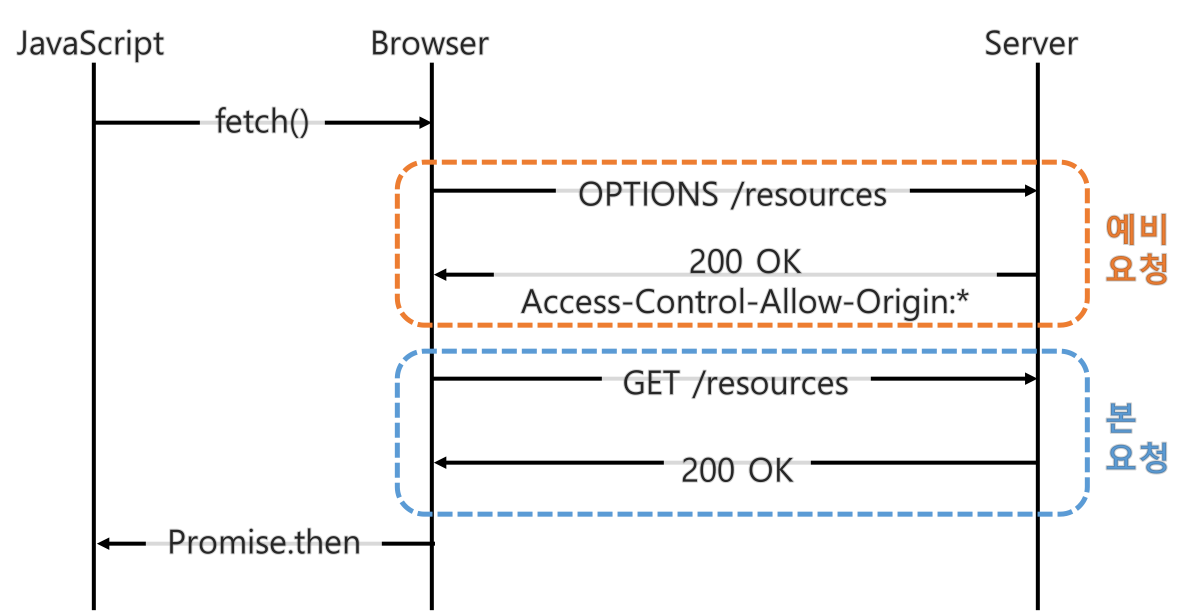 JavaScript
Browser
Server
fetch()
OPTIONS /resources
200 OK
Access-Control-Allow-Origin:*
예비
요청
GET /resources
200 OK
본
요청
Promise.then